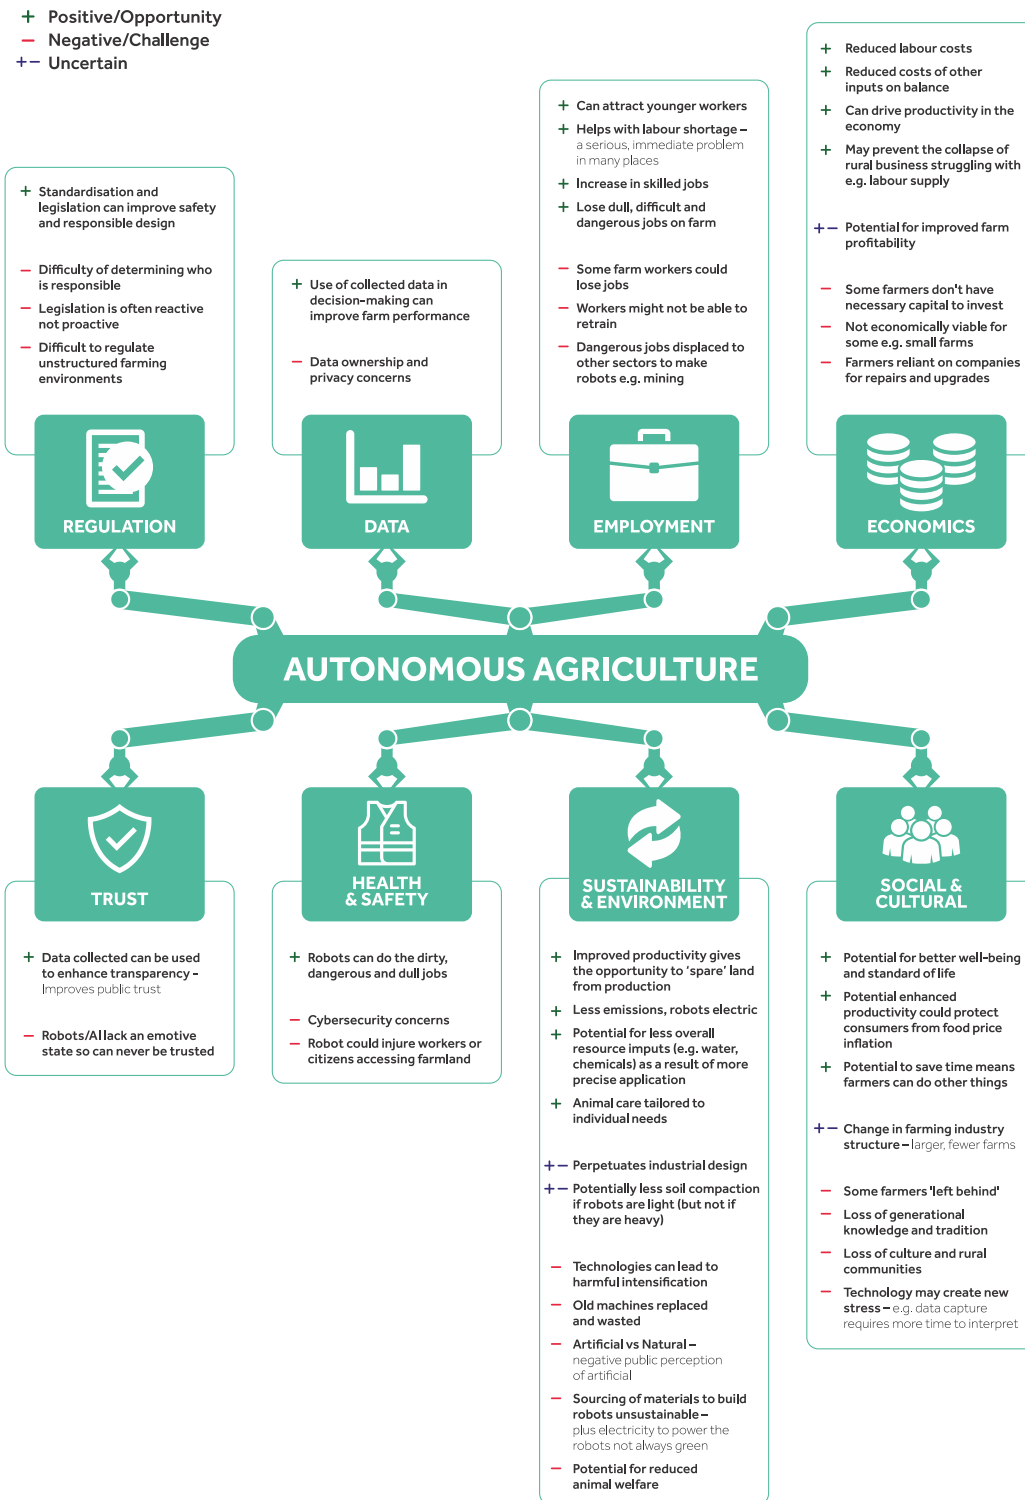 + Positive/Opportunity
− Negative/Challenge
+− Uncertain
+ Standardisation and
legislation can improve safety
and responsible design
− Difficulty of determining who
is responsible
− Legislation is often reactive
not proactive
− Difficult to regulate
unstructured farming
environments
REGULATION
+ Use of collected data in
decision-making can
improve farm performance
− Data ownership and
privacy concerns
DATA
+ Can attract younger workers
+ Helps with labour shortage –
a serious, immediate problem
in many places
+ Increase in skilled jobs
+ Lose dull, difficult and
dangerous jobs on farm
− Some farm workers could
lose jobs
− Workers might not be able to
retrain
− Dangerous jobs displaced to
other sectors to make
robots e.g. mining
EMPLOYMENT
+ Reduced labour costs
+ Reduced costs of other
inputs on balance
+ Can drive productivity in the
economy
+ May prevent the collapse of
rural business struggling with
e.g. labour supply
+− Potential for improved farm
profitability
− Some farmers don't have
necessary capital to invest
− Not economically viable for
some e.g. small farms
− Farmers reliant on companies
for repairs and upgrades
ECONOMICS
AUTONOMOUS AGRICULTURE
TRUST
+ Data collected can be used
to enhance transparency -
Improves public trust
− Robots/AI lack an emotive
state so can never be trusted
HEALTH
& SAFETY
+ Robots can do the dirty,
dangerous and dull jobs
− Cybersecurity concerns
− Robot could injure workers or
citizens accessing farmland
SUSTAINABILITY
& ENVIRONMENT
+ Improved productivity gives
the opportunity to ‘spare’ land
from production
+ Less emissions, robots electric
+ Potential for less overall
resource imputs (e.g. water,
chemicals) as a result of more
precise application
+ Animal care tailored to
individual needs
+− Perpetuates industrial design
+− Potentially less soil compaction
if robots are light (but not if
they are heavy)
− Technologies can lead to
harmful intensification
− Old machines replaced
and wasted
− Artificial vs Natural –
negative public perception
of artificial
− Sourcing of materials to build
robots unsustainable –
plus electricity to power the
robots not always green
− Potential for reduced
animal welfare
SOCIAL &
CULTURAL
+ Potential for better well-being
and standard of life
+ Potential enhanced
productivity could protect
consumers from food price
inflation
+ Potential to save time means
farmers can do other things
+− Change in farming industry
structure – larger, fewer farms
− Some farmers 'left behind'
− Loss of generational
knowledge and tradition
− Loss of culture and rural
communities
− Technology may create new
stress – e.g. data capture
requires more time to interpret